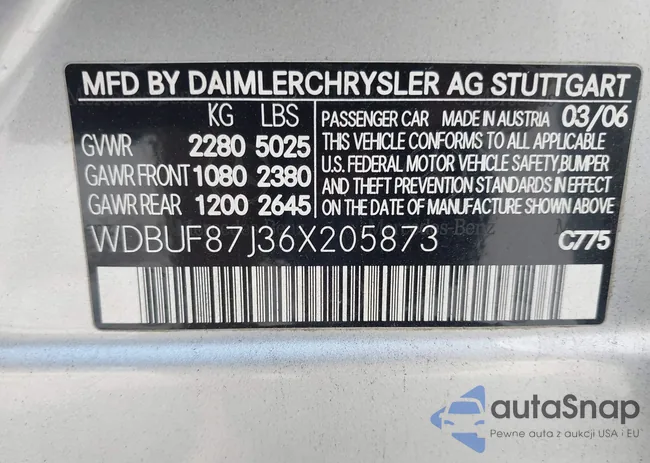 MFD BY DAIMLERCHRYSLER AG STUTTGART
KG LBS
GVWR 2280 5025
GAWR FRONT 1080 2380
GAWR REAR 1200 2645
PASSENGER CAR MADE IN AUSTRIA 03/06
THIS VEHICLE CONFORMS TO ALL APPLICABLE
U.S. FEDERAL MOTOR VEHICLE SAFETY,BUMPER
AND THEFT PREVENTION STANDARDS IN EFFECT
ON THE DATE OF MANUFACTURE SHOWN ABOVE
WDBUF87J36X205873
C775
autaSnap
Pewne auta z aukcji USA i EU